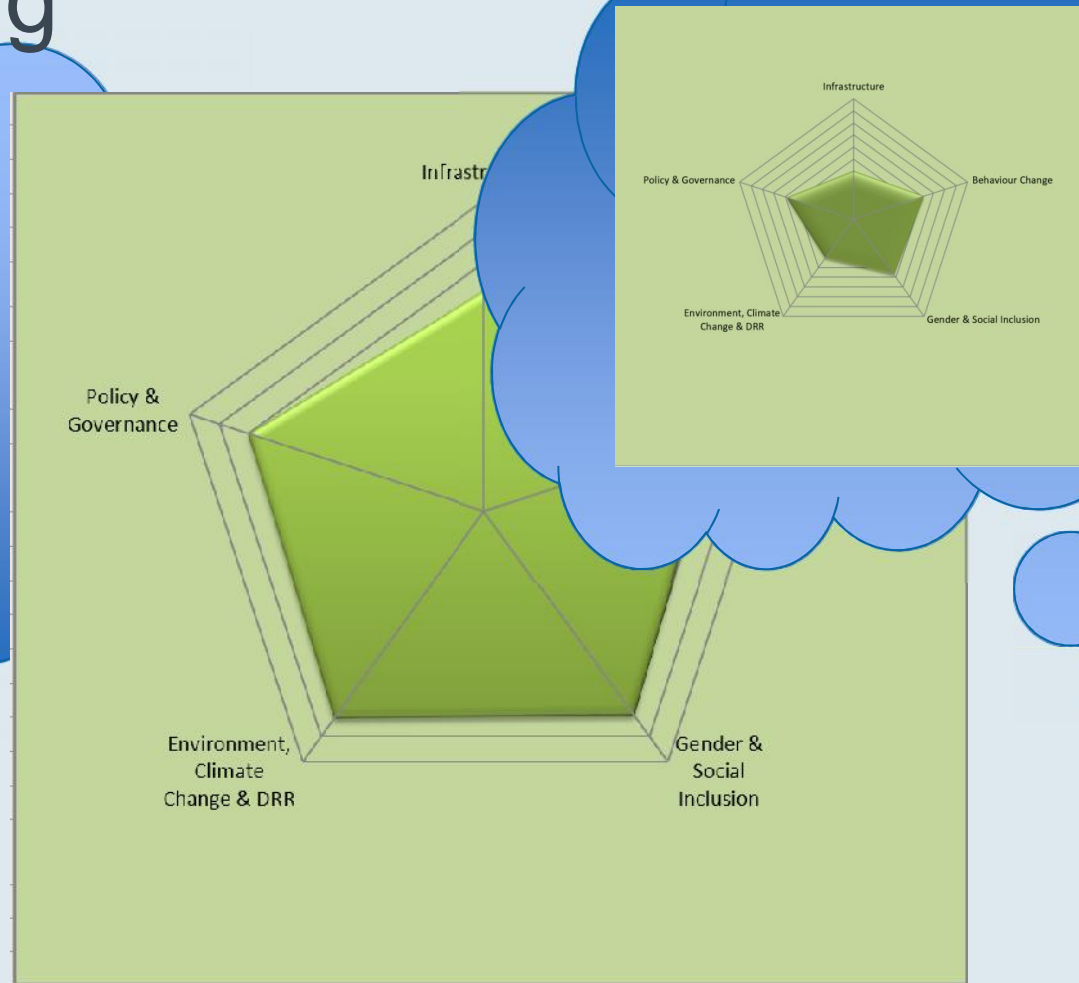 g
Infrastr
Policy &
Governance
Environment,
Climate
Change & DRR
Gender &
Social
Inclusion
Infrastructure
Policy & Governance
Behaviour Change
Environment, Climate
Change & DRR
Gender & Social Inclusion